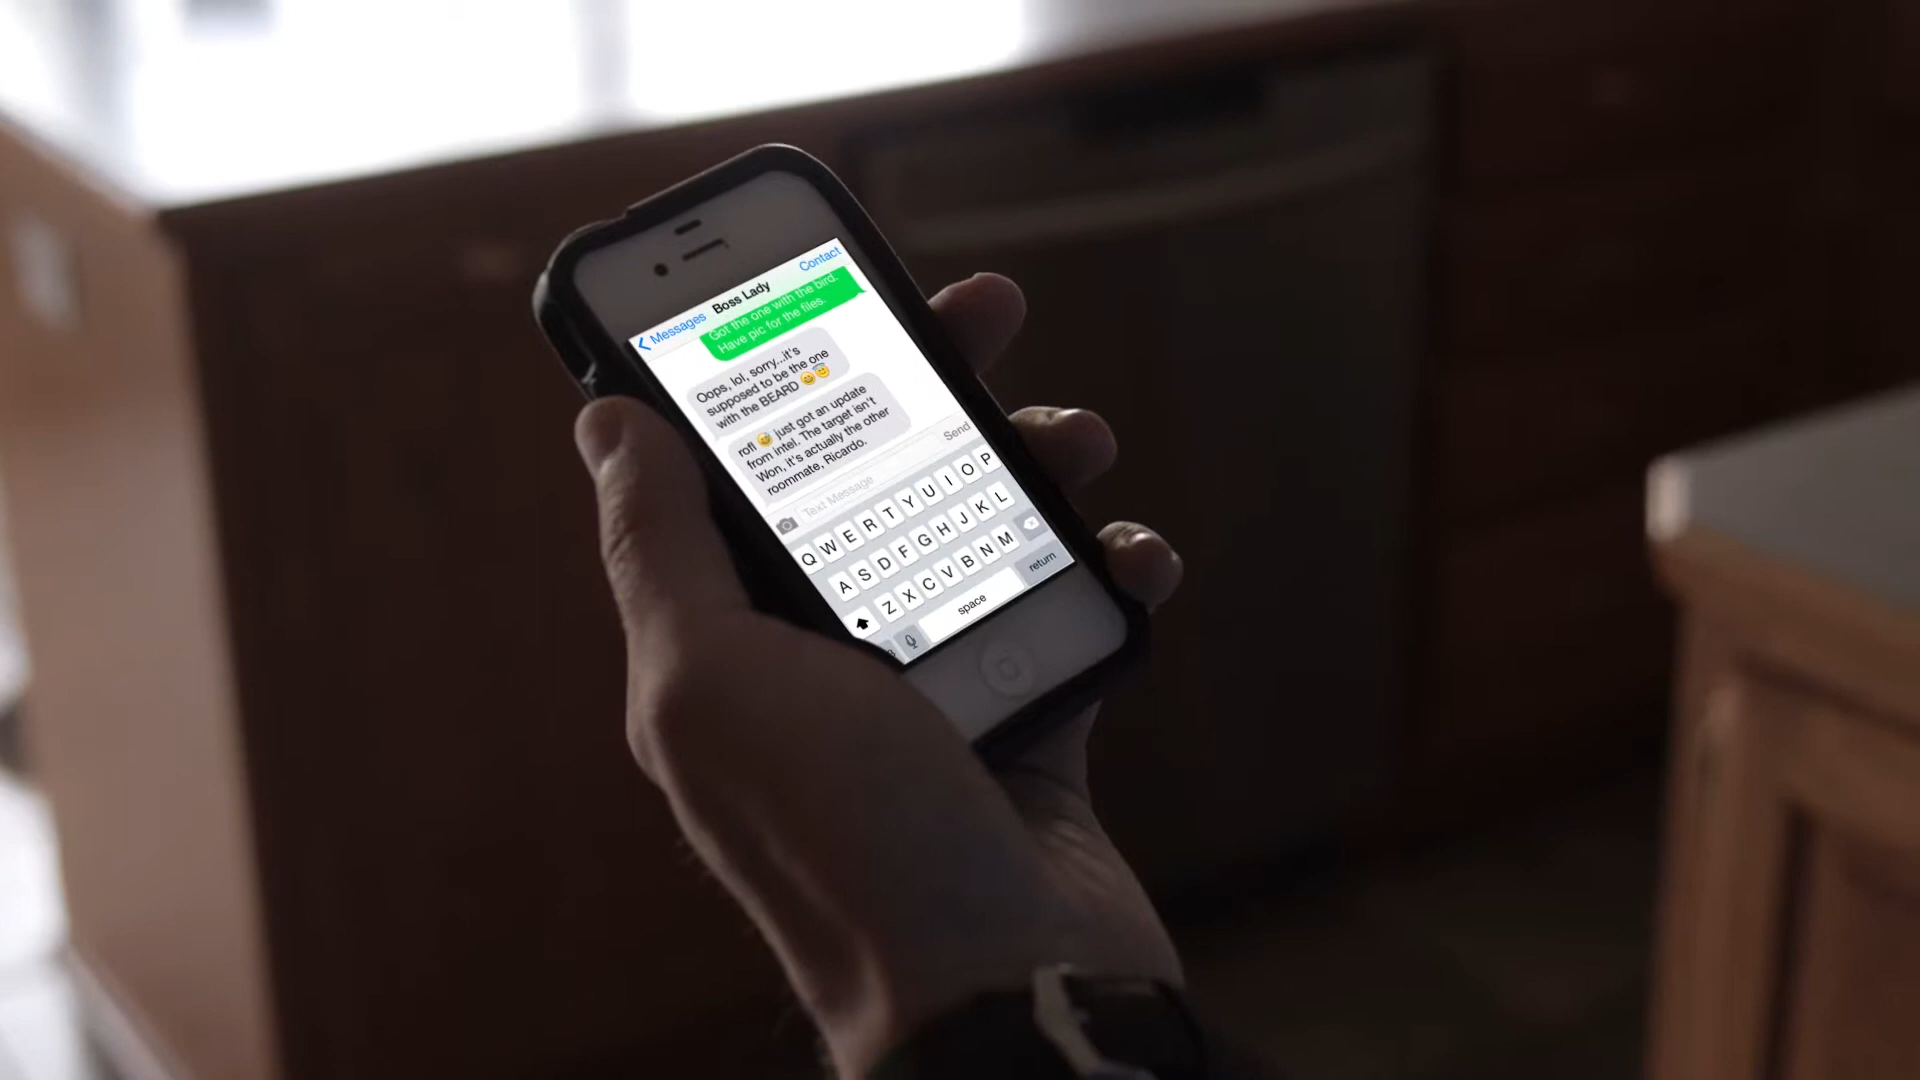 Contact
Messages Boss Lady
Got the one with the bird.
Have pic for the files.
Oops, lol, sorry...it's
supposed to be the one
with the BEARD 😄😇
rofl 😅 just got an update
from intel. The target isn't
Won, it's actually the other
roommate, Ricardo.
Text Message Send
Q W E R T Y U I O P
A S D F G H J K L
Z X C V B N M
space return